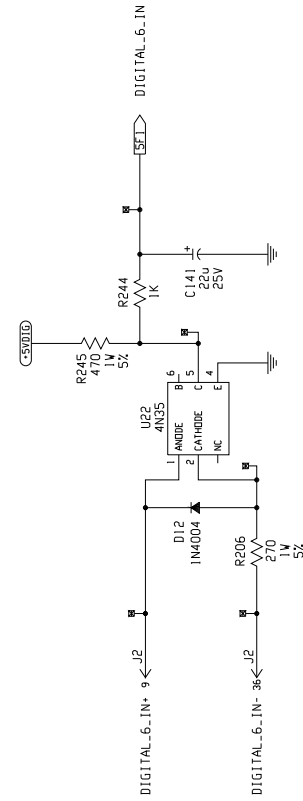 DIGITAL_6_IN
5F1
+5VDIG
R245
470
1W
5%
R244
1K
C141
22u
25V
+
U22
4N35
ANODE
CATHODE
NC
B
C
E
1
2
6
5
4
D12
1N4004
R206
270
1W
5%
J2
9
DIGITAL_6_IN+
J2
36
DIGITAL_6_IN-